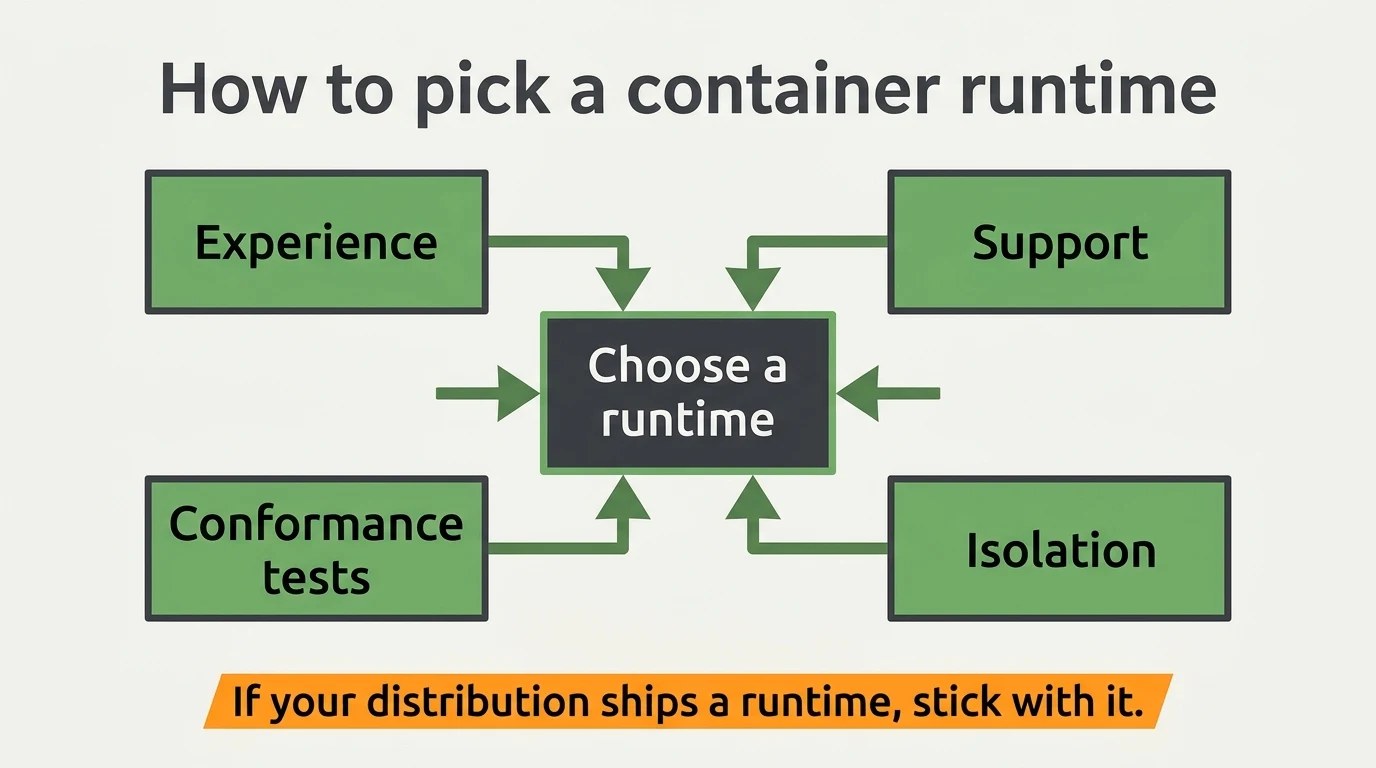 How to pick a container runtime
Experience
Support
Choose a
runtime
Conformance
tests
Isolation
If your distribution ships a runtime, stick with it.